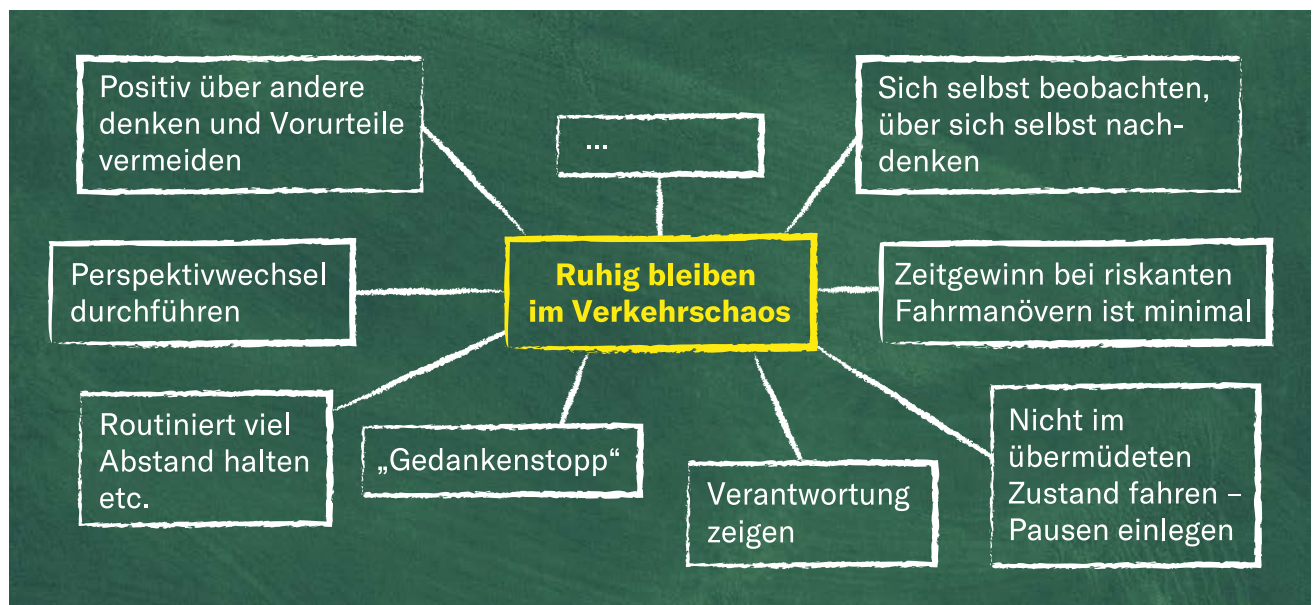 Positiv über andere
denken und Vorurteile
vermeiden
...
Sich selbst beobachten,
über sich selbst nach-
denken
Perspektivwechsel
durchführen
Ruhig bleiben
im Verkehrschaos
Zeitgewinn bei riskanten
Fahrmanövern ist minimal
Routiniert viel
Abstand halten
etc.
„Gedankenstopp“
Verantwortung
zeigen
Nicht im
übermüdeten
Zustand fahren –
Pausen einlegen